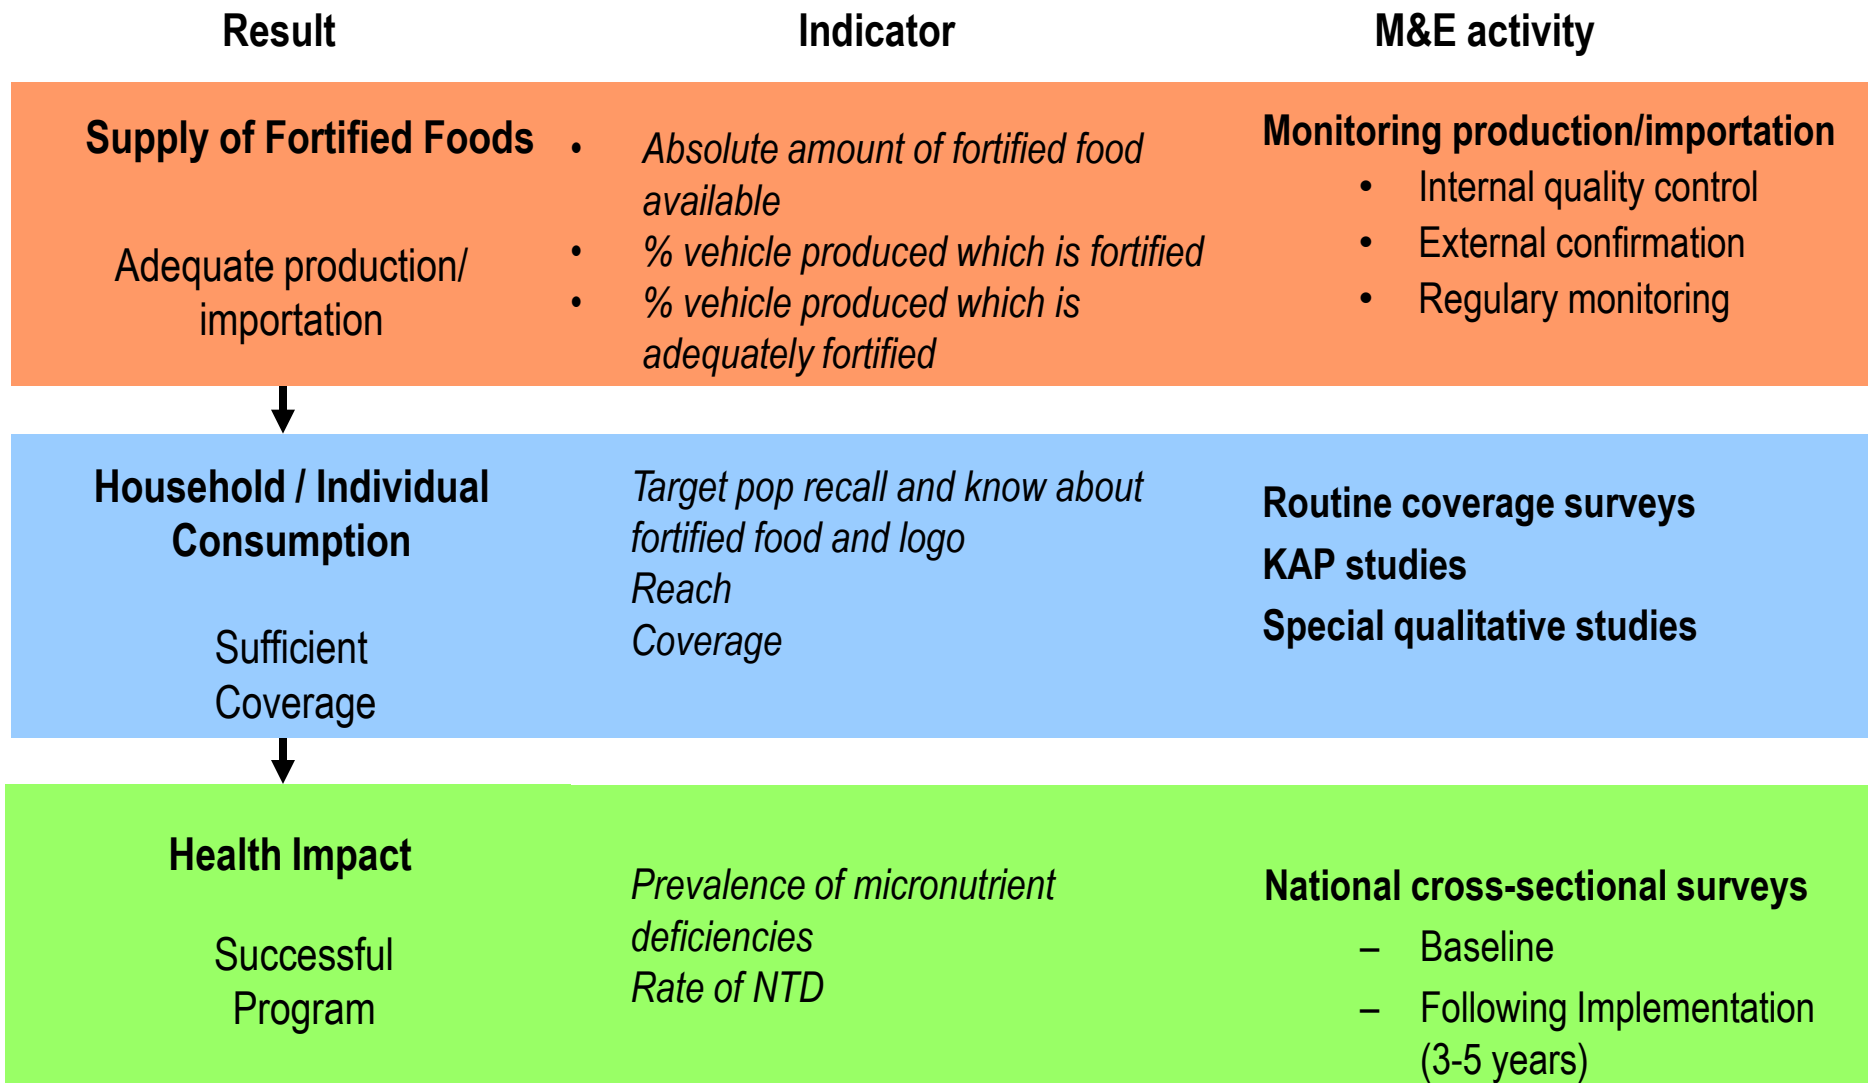 Result
Indicator
M&E activity
Supply of Fortified Foods
Adequate production/
importation
• Absolute amount of fortified food
available
• % vehicle produced which is fortified
• % vehicle produced which is
adequately fortified
Monitoring production/importation
• Internal quality control
• External confirmation
• Regulary monitoring
Household / Individual
Consumption
Sufficient
Coverage
Target pop recall and know about
fortified food and logo
Reach
Coverage
Routine coverage surveys
KAP studies
Special qualitative studies
Health Impact
Successful
Program
Prevalence of micronutrient
deficiencies
Rate of NTD
National cross-sectional surveys
– Baseline
– Following Implementation
(3-5 years)